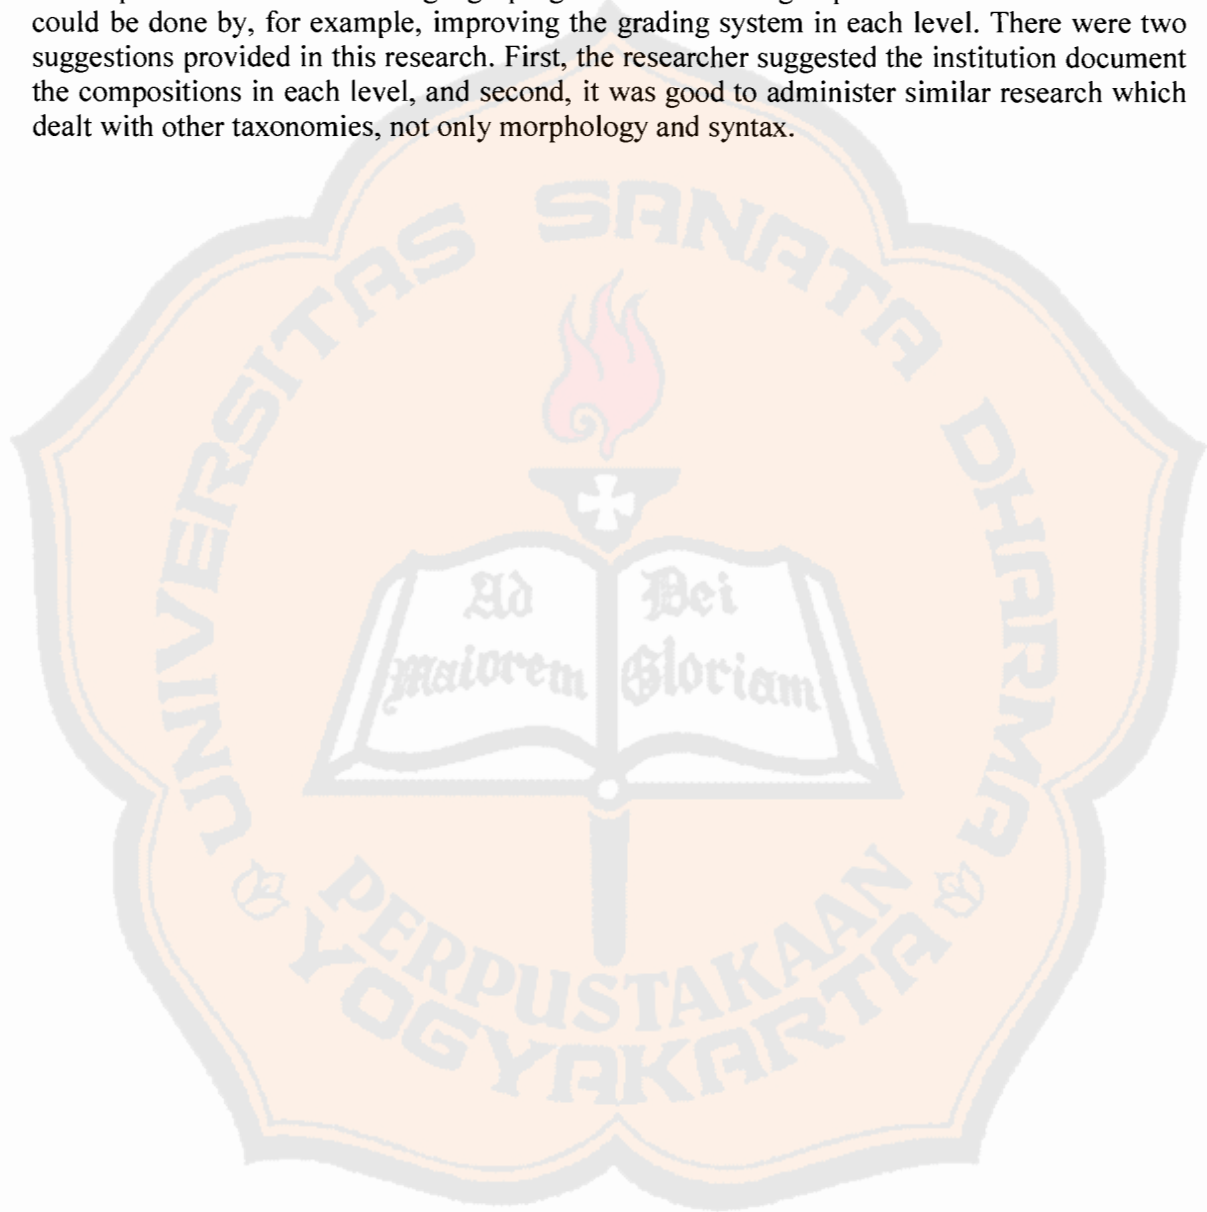 could be done by, for example, improving the grading system in each level. There were two
suggestions provided in this research. First, the researcher suggested the institution document
the compositions in each level, and second, it was good to administer similar research which
dealt with other taxonomies, not only morphology and syntax.
UNIVERSITAS SANATA DHARMA
Ad Dei
Maiorem Gloriam
PERPUSTAKAAN
YOGYAKARTA